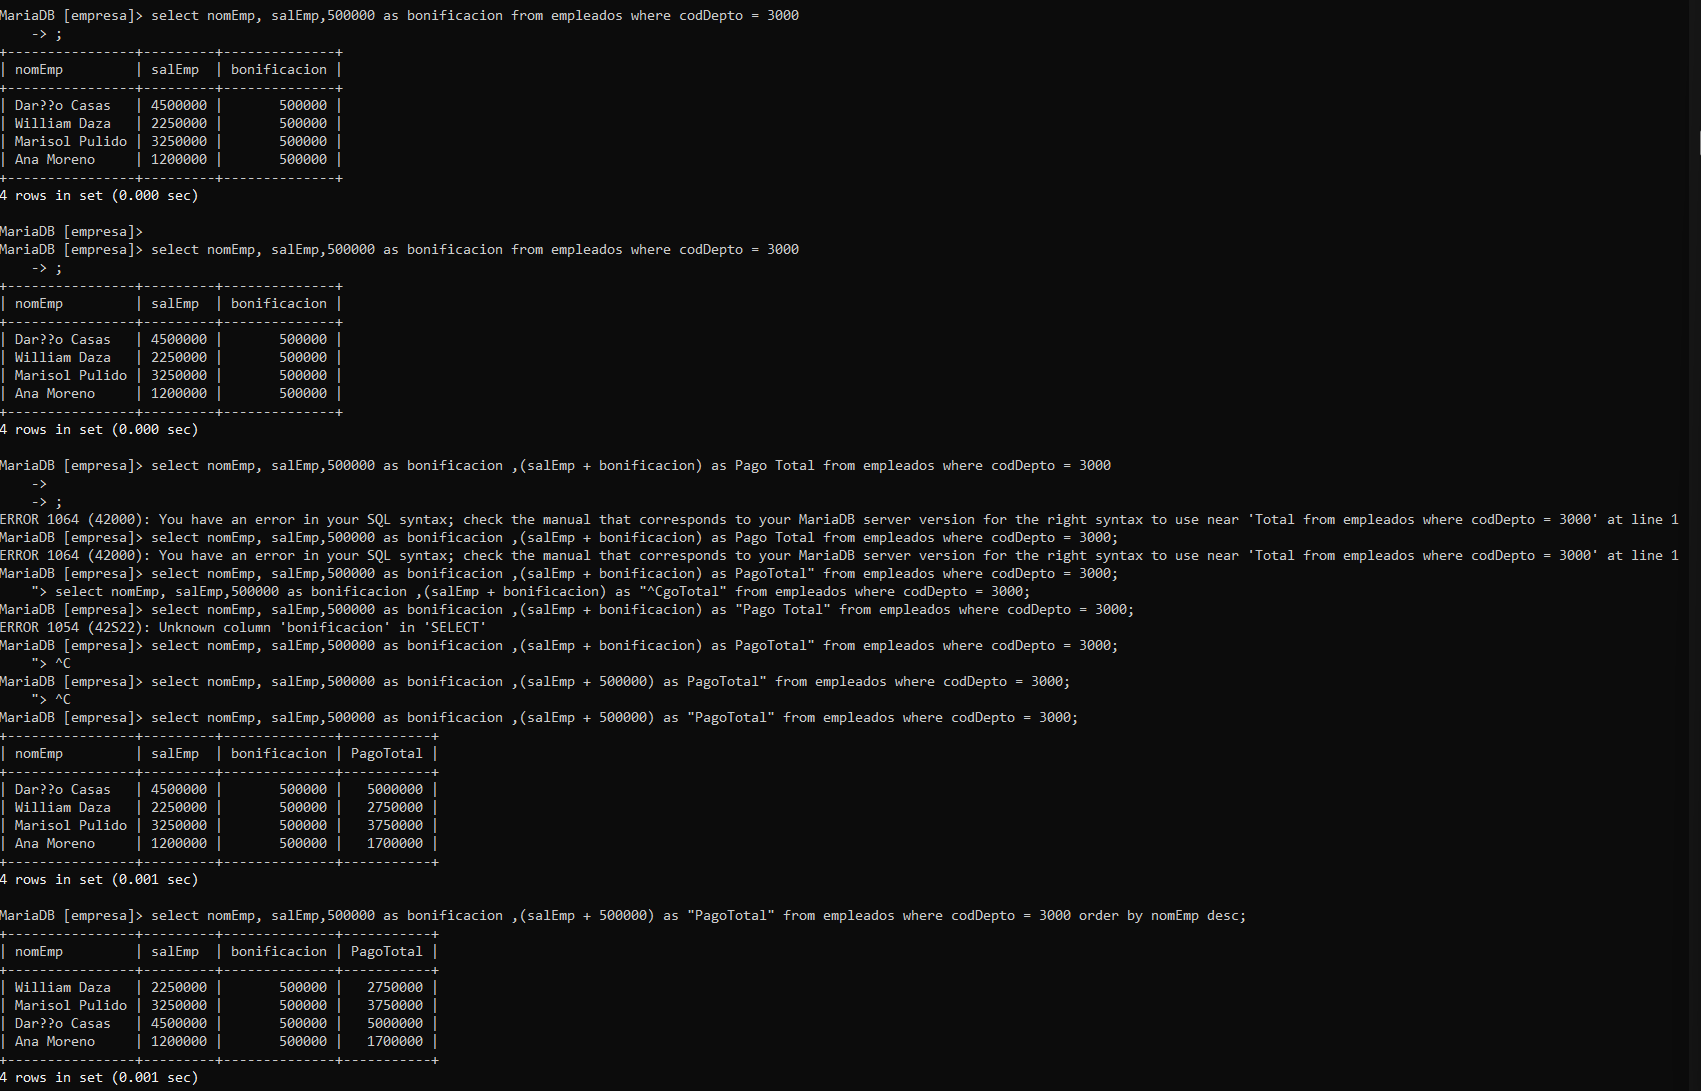 MariaDB [empresa]> select nomEmp, salEmp,500000 as bonificacion from empleados where codDepto = 3000
    -> ;
+----------------+---------+--------------+
| nomEmp         | salEmp  | bonificacion |
+----------------+---------+--------------+
| Dar??o Casas   | 4500000 |       500000 |
| William Daza   | 2250000 |       500000 |
| Marisol Pulido | 3250000 |       500000 |
| Ana Moreno     | 1200000 |       500000 |
+----------------+---------+--------------+
4 rows in set (0.000 sec)

MariaDB [empresa]>
MariaDB [empresa]> select nomEmp, salEmp,500000 as bonificacion from empleados where codDepto = 3000
    -> ;
+----------------+---------+--------------+
| nomEmp         | salEmp  | bonificacion |
+----------------+---------+--------------+
| Dar??o Casas   | 4500000 |       500000 |
| William Daza   | 2250000 |       500000 |
| Marisol Pulido | 3250000 |       500000 |
| Ana Moreno     | 1200000 |       500000 |
+----------------+---------+--------------+
4 rows in set (0.000 sec)

MariaDB [empresa]> select nomEmp, salEmp,500000 as bonificacion ,(salEmp + bonificacion) as Pago Total from empleados where codDepto = 3000
    ->
    -> ;
ERROR 1064 (42000): You have an error in your SQL syntax; check the manual that corresponds to your MariaDB server version for the right syntax to use near 'Total from empleados where codDepto = 3000' at line 1
MariaDB [empresa]> select nomEmp, salEmp,500000 as bonificacion ,(salEmp + bonificacion) as Pago Total from empleados where codDepto = 3000;
ERROR 1064 (42000): You have an error in your SQL syntax; check the manual that corresponds to your MariaDB server version for the right syntax to use near 'Total from empleados where codDepto = 3000' at line 1
MariaDB [empresa]> select nomEmp, salEmp,500000 as bonificacion ,(salEmp + bonificacion) as PagoTotal" from empleados where codDepto = 3000;
    "> select nomEmp, salEmp,500000 as bonificacion ,(salEmp + bonificacion) as "^CgoTotal" from empleados where codDepto = 3000;
MariaDB [empresa]> select nomEmp, salEmp,500000 as bonificacion ,(salEmp + bonificacion) as "Pago Total" from empleados where codDepto = 3000;
ERROR 1054 (42S22): Unknown column 'bonificacion' in 'SELECT'
MariaDB [empresa]> select nomEmp, salEmp,500000 as bonificacion ,(salEmp + bonificacion) as PagoTotal" from empleados where codDepto = 3000;
    "> ^C
MariaDB [empresa]> select nomEmp, salEmp,500000 as bonificacion ,(salEmp + 500000) as PagoTotal" from empleados where codDepto = 3000;
    "> ^C
MariaDB [empresa]> select nomEmp, salEmp,500000 as bonificacion ,(salEmp + 500000) as "PagoTotal" from empleados where codDepto = 3000;
+----------------+---------+--------------+-----------+
| nomEmp         | salEmp  | bonificacion | PagoTotal |
+----------------+---------+--------------+-----------+
| Dar??o Casas   | 4500000 |       500000 |   5000000 |
| William Daza   | 2250000 |       500000 |   2750000 |
| Marisol Pulido | 3250000 |       500000 |   3750000 |
| Ana Moreno     | 1200000 |       500000 |   1700000 |
+----------------+---------+--------------+-----------+
4 rows in set (0.001 sec)

MariaDB [empresa]> select nomEmp, salEmp,500000 as bonificacion ,(salEmp + 500000) as "PagoTotal" from empleados where codDepto = 3000 order by nomEmp desc;
+----------------+---------+--------------+-----------+
| nomEmp         | salEmp  | bonificacion | PagoTotal |
+----------------+---------+--------------+-----------+
| William Daza   | 2250000 |       500000 |   2750000 |
| Marisol Pulido | 3250000 |       500000 |   3750000 |
| Dar??o Casas   | 4500000 |       500000 |   5000000 |
| Ana Moreno     | 1200000 |       500000 |   1700000 |
+----------------+---------+--------------+-----------+
4 rows in set (0.001 sec)